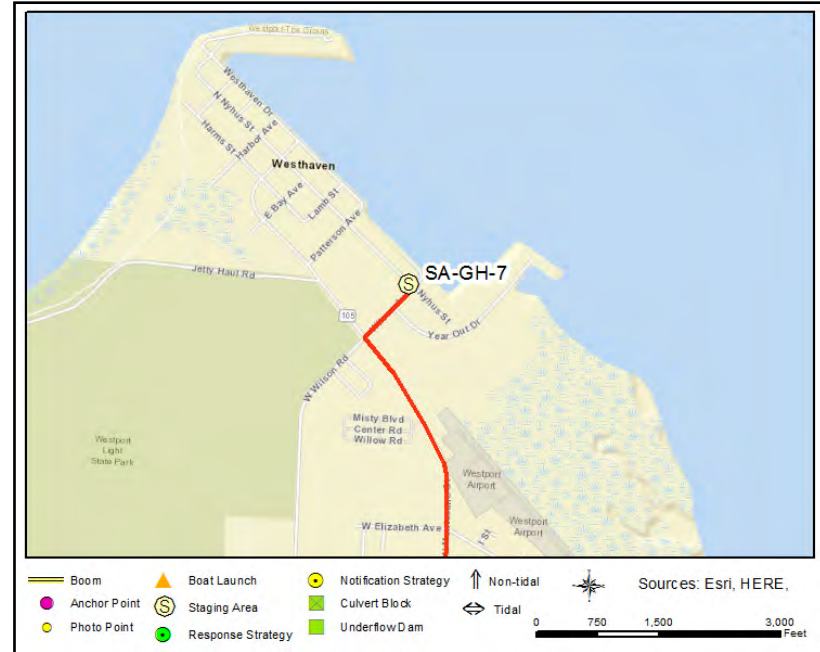 Westport-Toe Groins
Westhaven Dr
N Nyhus St
Harbor Ave
Harms St
Westhaven
E Bay Ave
Lamb St
Patterson Ave
SA-GH-7
S
Jetty Haul Rd
Nyhus St
105
Year Out Dr
W Wilson Rd
Misty Blvd
Center Rd
Willow Rd
Westport
Light
State Park
Westport
Airport
Westport
Airport
W Elizabeth Ave
I St
Boom
Boat Launch
Notification Strategy
Non-tidal
Sources: Esri, HERE,
Anchor Point
S Staging Area
Culvert Block
Tidal
Photo Point
Response Strategy
Underflow Dam
0 750 1,500 3,000
Feet